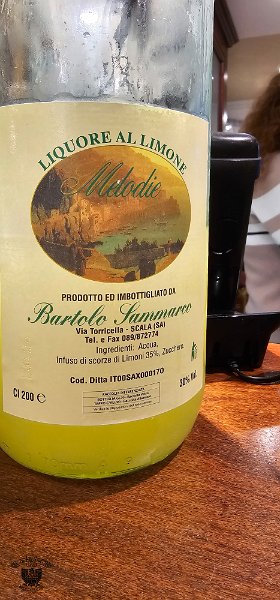 LIQUORE AL LIMONE
Melodie
PRODOTTO ED IMBOTTIGLIATO DA
Bartolo Sammarco
Via Torricella - SCALA (SA)
Tel. e Fax 089/872774
Ingredienti: Acqua,
Infuso di scorze di Limoni 35%, Zucchero
Cod. Ditta IT00SAX00017O
Cl 200 e
30% Vol.